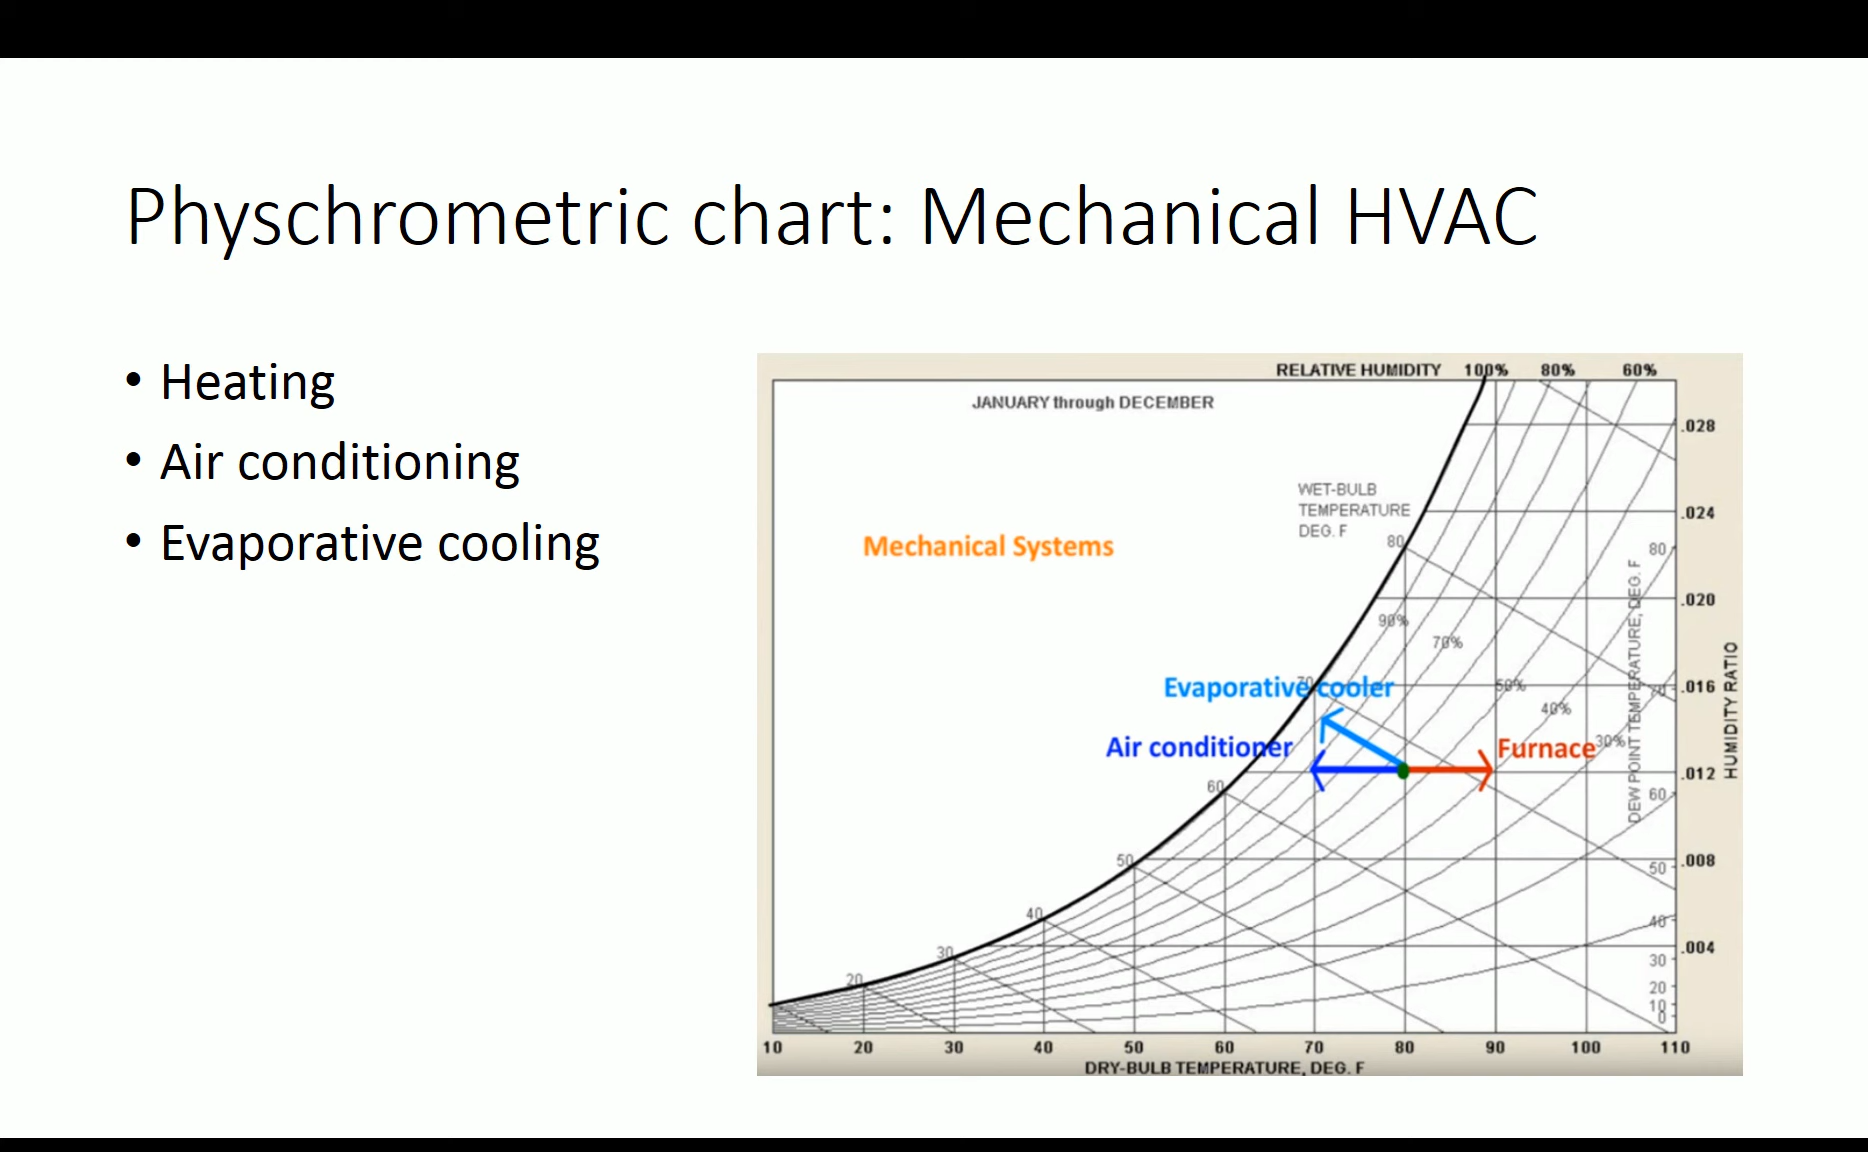 Physchrometric chart: Mechanical HVAC
• Heating
• Air conditioning
• Evaporative cooling
RELATIVE HUMIDITY 100% 80% 60%
JANUARY through DECEMBER
.028
WET-BULB
TEMPERATURE
DEG. F
.024
Mechanical Systems
80
80
.020
90%
70%
DEW POINT TEMPERATURE, DEG. F
HUMIDITY RATIO
Evaporative cooler
70
50%
70
.016
40%
30%
Air conditioner
Furnace
.012
60
60
50
.008
50
40
40
.004
30
30
20
20
10
0
10 20 30 40 50 60 70 80 90 100 110
DRY-BULB TEMPERATURE, DEG. F